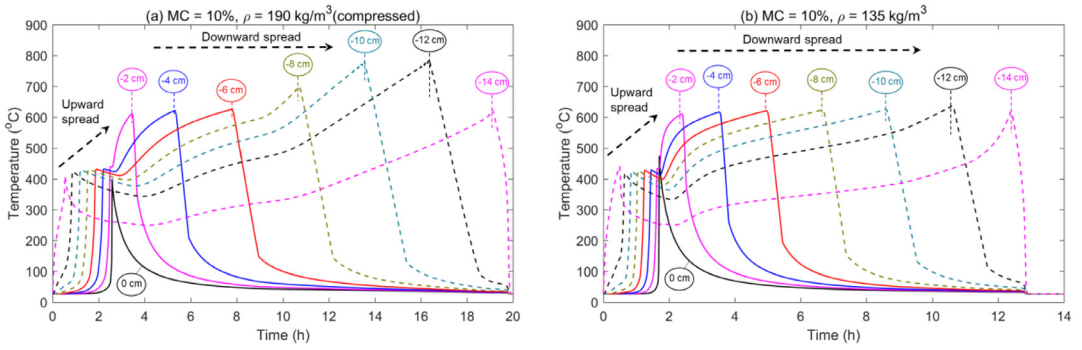 (a) MC = 10%, ρ = 190 kg/m³(compressed)
900
800
700
600
500
400
300
200
100
0
Temperature (°C)
Downward spread
Upward
spread
-2 cm
-4 cm
-6 cm
-8 cm
-10 cm
-12 cm
-14 cm
0 cm
0 2 4 6 8 10 12 14 16 18 20
Time (h)
(b) MC = 10%, ρ = 135 kg/m³
900
800
700
600
500
400
300
200
100
0
Temperature (°C)
Downward spread
Upward
spread
-2 cm
-4 cm
-6 cm
-8 cm
-10 cm
-12 cm
-14 cm
0 cm
0 2 4 6 8 10 12 14
Time (h)